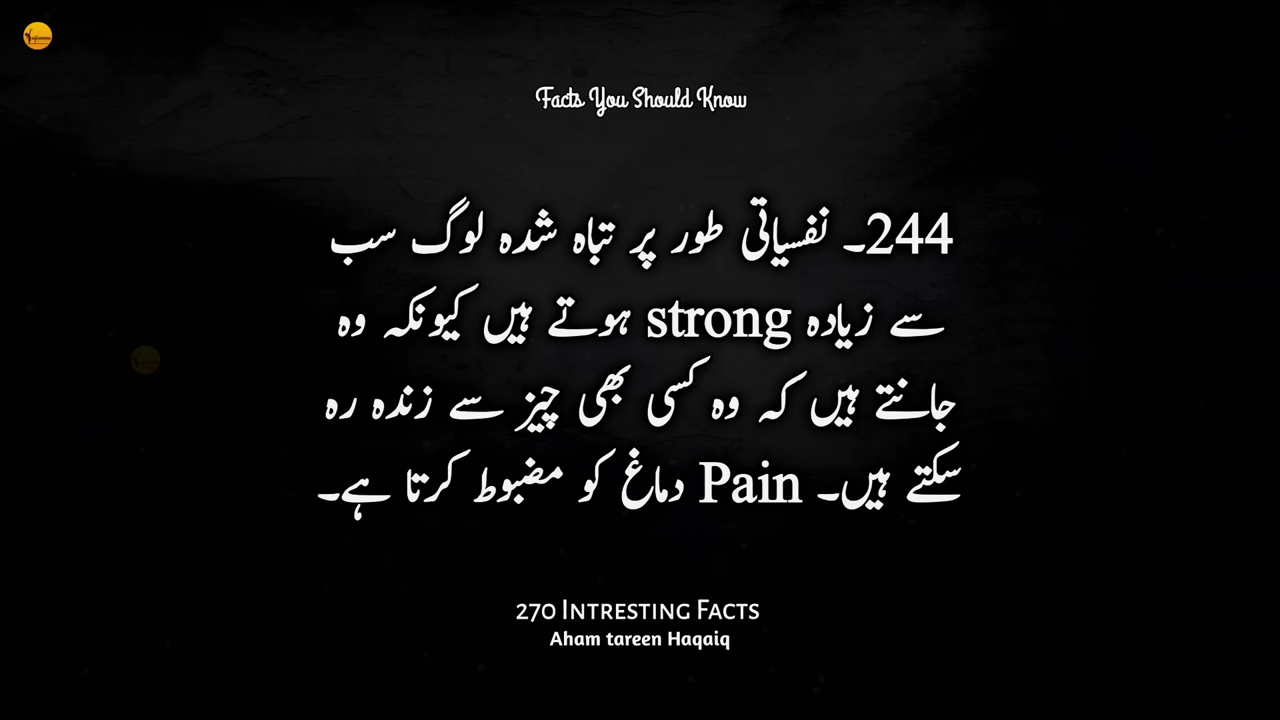 Facts You Should Know
244۔ نفسیاتی طور پر تباہ شدہ لوگ سب
سے زیادہ strong ہوتے ہیں کیونکہ وہ
جانتے ہیں کہ وہ کسی بھی چیز سے زندہ رہ
سکتے ہیں۔ Pain دماغ کو مضبوط کرتا ہے۔
270 Intresting Facts
Aham tareen Haqaiq